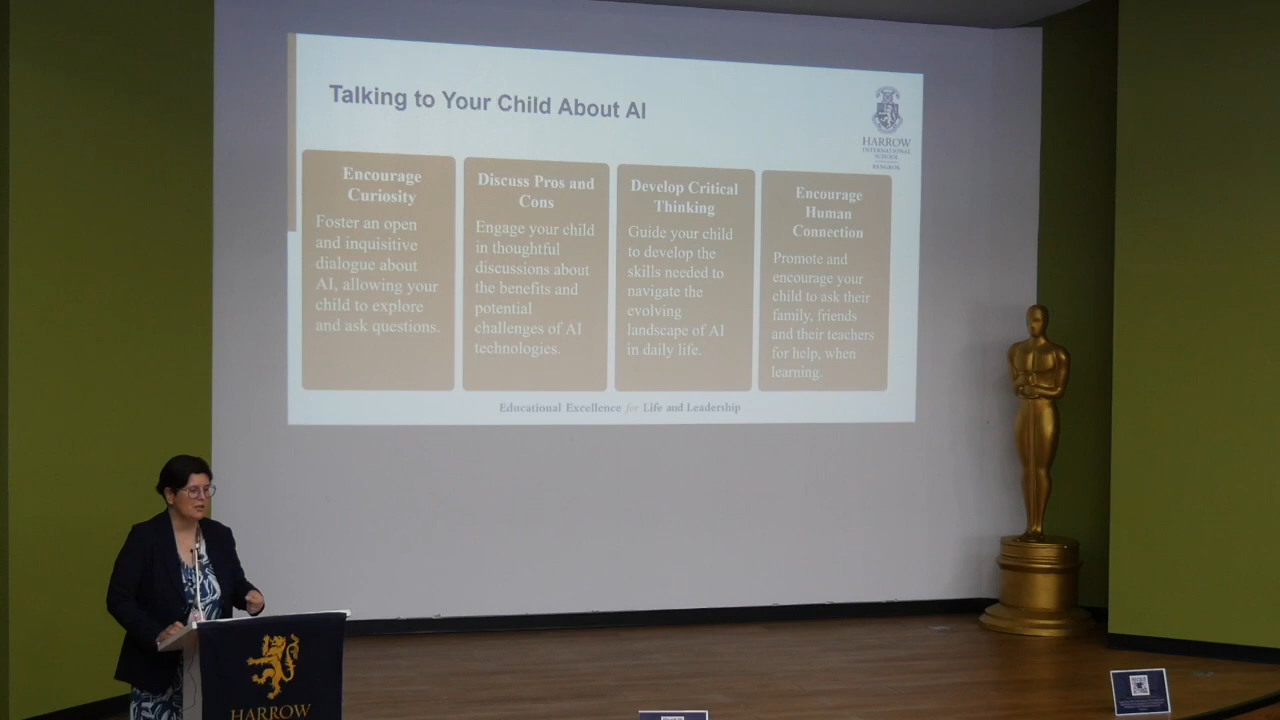 Talking to Your Child About AI
HARROW
INTERNATIONAL
SCHOOL
BANGKOK
Encourage
Curiosity
Foster an open
and inquisitive
dialogue about
AI, allowing your
child to explore
and ask questions.
Discuss Pros and
Cons
Engage your child
in thoughtful
discussions about
the benefits and
potential
challenges of AI
technologies.
Develop Critical
Thinking
Guide your child
to develop the
skills needed to
navigate the
evolving
landscape of AI
in daily life.
Encourage
Human
Connection
Promote and
encourage your
child to ask their
family, friends
and their teachers
for help, when
learning.
Educational Excellence for Life and Leadership
HARROW